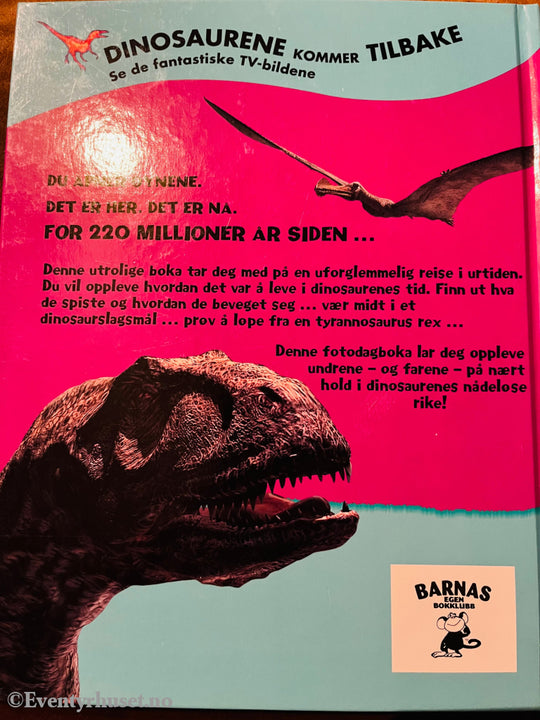 DINOSAURENE KOMMER TILBAKE
Se de fantastiske TV-bildene
DU ØYNENE.
DET ER HER. DET ER NÅ.
FOR 220 MILLIONER ÅR SIDEN ...
Denne utrolige boka tar deg med på en uforglemmelig reise i urtiden.
Du vil oppleve hvordan det var å leve i dinosaurenes tid. Finn ut hva
de spiste og hvordan de beveget seg ... vær midt i et
dinosaurslagsmål ... prøv å løpe fra en tyrannosaurus rex ...
Denne fotodagboka lar deg oppleve
undrene – og farene – på nært
hold i dinosaurenes nådeløse
rike!
BARNAS
EGEN
BOKKLUBB
©Eventyrhuset.no